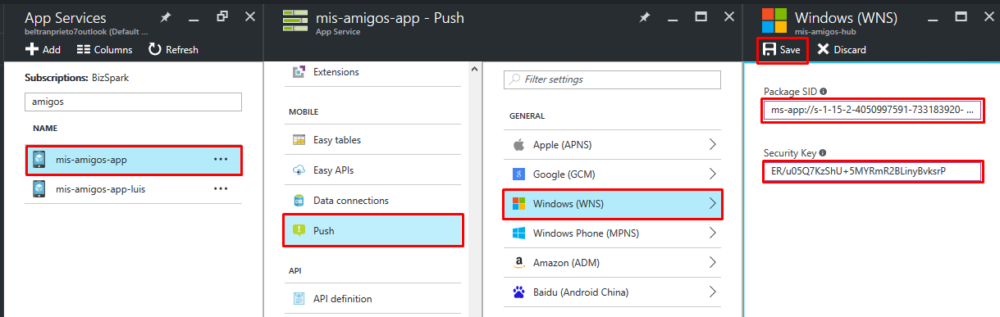 App Services
beltranprieto7outlook (Default ...
Add
Columns
Refresh
Subscriptions: BizSpark
amigos
NAME
mis-amigos-app
...
mis-amigos-app-luis
...
mis-amigos-app - Push
App Service
Extensions
MOBILE
Easy tables
Easy APIs
Data connections
Push
API
API definition
Filter settings
GENERAL
Apple (APNS)
Google (GCM)
Windows (WNS)
Windows Phone (MPNS)
Amazon (ADM)
Baidu (Android China)
Windows (WNS)
mis-amigos-hub
Save
Discard
Package SID
ms-app://s-1-15-2-4050997591-733183920- ...
Security Key
ER/u05Q7KzShU+5MYRmR2BLinyBvksrP